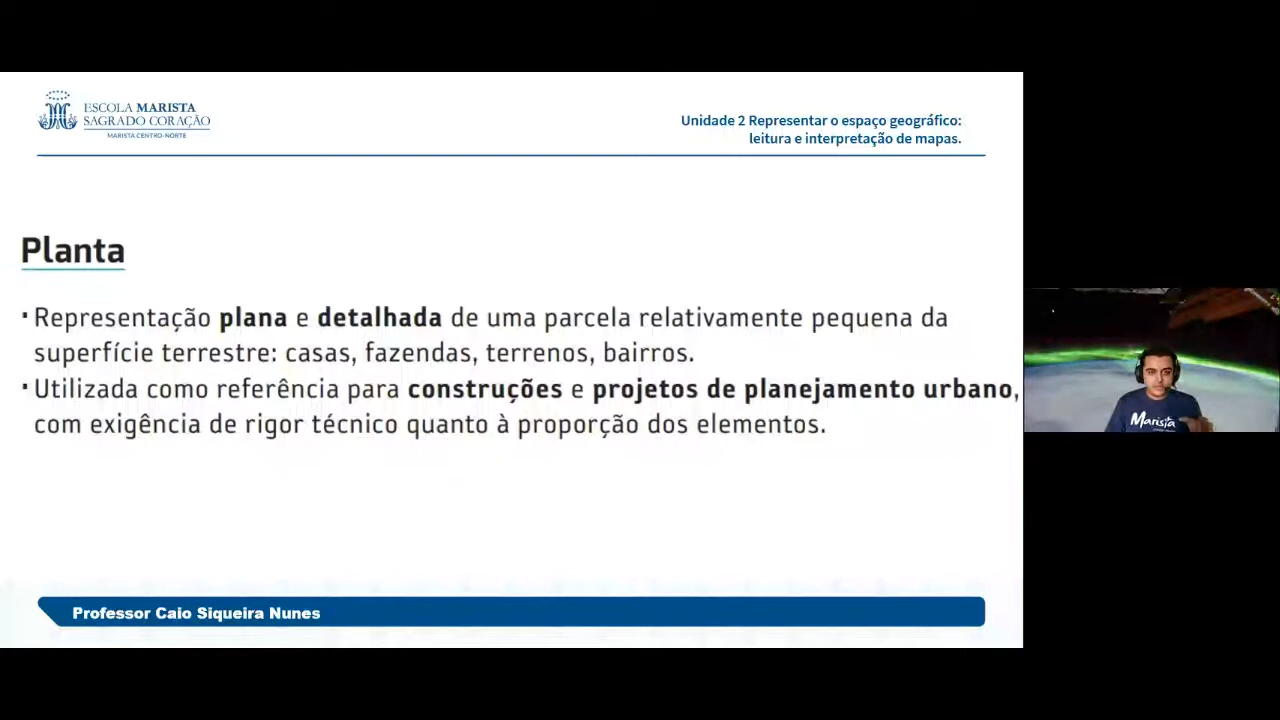 ESCOLA MARISTA
SAGRADO CORAÇÃO
MARISTA CENTRO-NORTE
Unidade 2 Representar o espaço geográfico:
leitura e interpretação de mapas.
Planta
· Representação plana e detalhada de uma parcela relativamente pequena da
superfície terrestre: casas, fazendas, terrenos, bairros.
· Utilizada como referência para construções e projetos de planejamento urbano,
com exigência de rigor técnico quanto à proporção dos elementos.
Marista
Professor Caio Siqueira Nunes